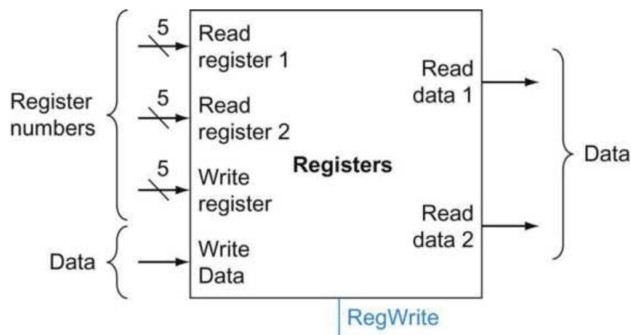 Register
numbers
Data
5
Read
register 1
5
Read
register 2
5
Write
register
Write
Data
Registers
Read
data 1
Read
data 2
Data
RegWrite